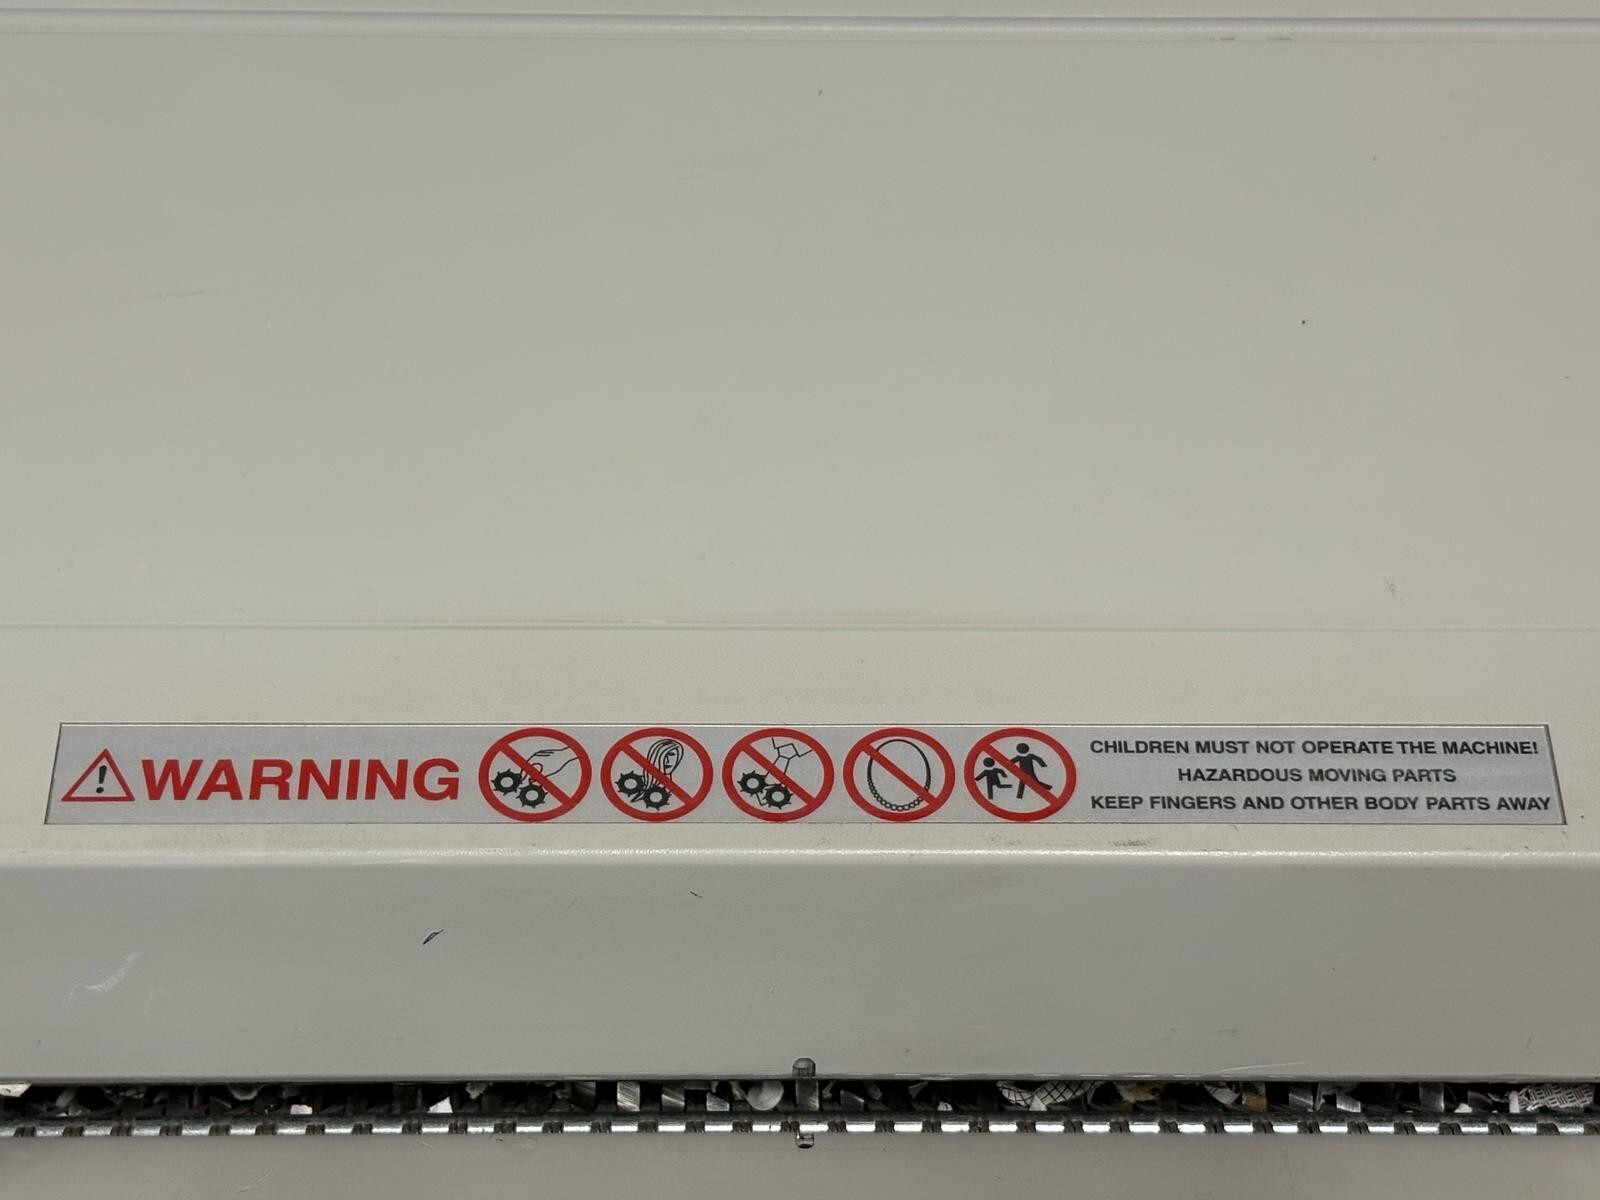 WARNING
CHILDREN MUST NOT OPERATE THE MACHINE!
HAZARDOUS MOVING PARTS
KEEP FINGERS AND OTHER BODY PARTS AWAY